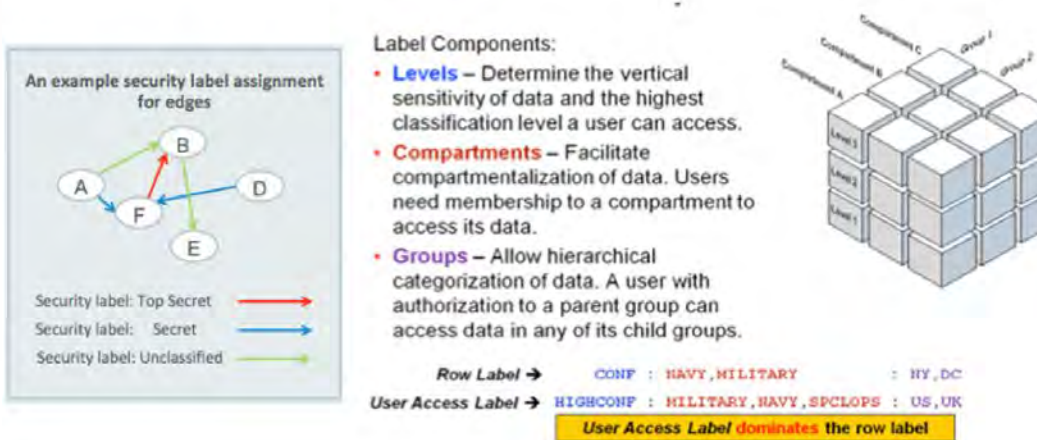 An example security label assignment
for edges
A
B
D
F
E
Security label: Top Secret
Security label: Secret
Security label: Unclassified
Label Components:
• Levels – Determine the vertical
sensitivity of data and the highest
classification level a user can access.
• Compartments – Facilitate
compartmentalization of data. Users
need membership to a compartment to
access its data.
• Groups – Allow hierarchical
categorization of data. A user with
authorization to a parent group can
access data in any of its child groups.
Compartment C
Compartment B
Compartment A
Group 1
Group 2
Level 3
Level 2
Level 1
Row Label → CONF : NAVY,MILITARY : NY,DC
User Access Label → HIGHCONF : MILITARY,NAVY,SPCLOPS : US,UK
User Access Label dominates the row label